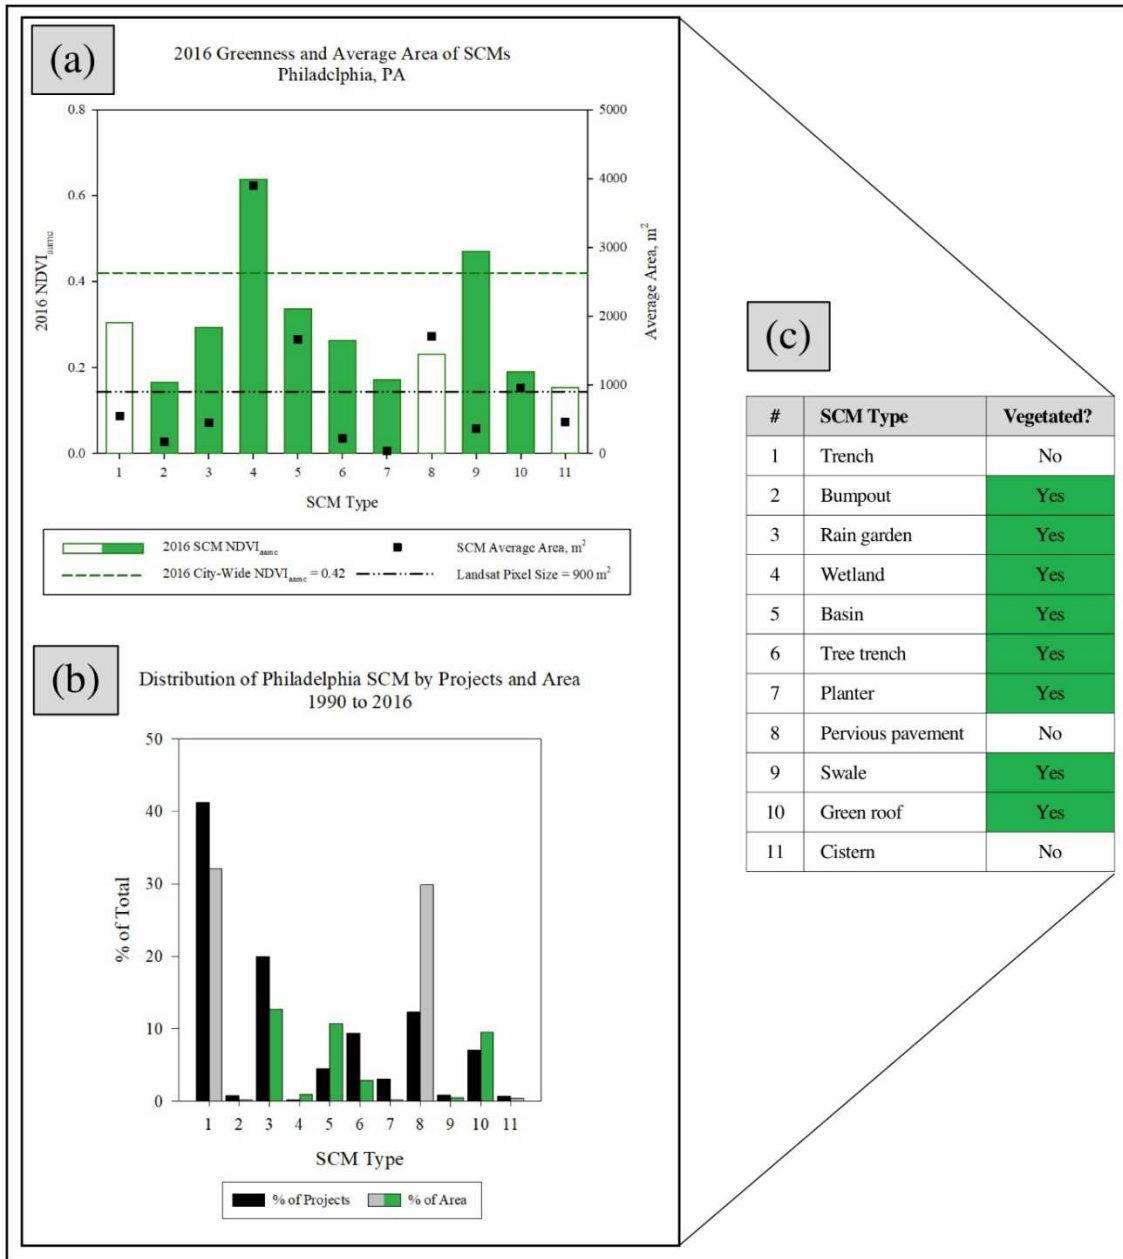 (a)
2016 Greenness and Average Area of SCMs
Philadelphia, PA
0.8
0.6
0.4
0.2
0.0
2016 NDVIaamc
5000
4000
3000
2000
1000
0
Average Area, m²
1 2 3 4 5 6 7 8 9 10 11
SCM Type
2016 SCM NDVIaamc
SCM Average Area, m²
2016 City-Wide NDVIaamc = 0.42
Landsat Pixel Size = 900 m²
(b)
Distribution of Philadelphia SCM by Projects and Area
1990 to 2016
50
40
30
20
10
0
% of Total
1 2 3 4 5 6 7 8 9 10 11
SCM Type
% of Projects
% of Area
(c)
# SCM Type Vegetated?
1 Trench No
2 Bumpout Yes
3 Rain garden Yes
4 Wetland Yes
5 Basin Yes
6 Tree trench Yes
7 Planter Yes
8 Pervious pavement No
9 Swale Yes
10 Green roof Yes
11 Cistern No